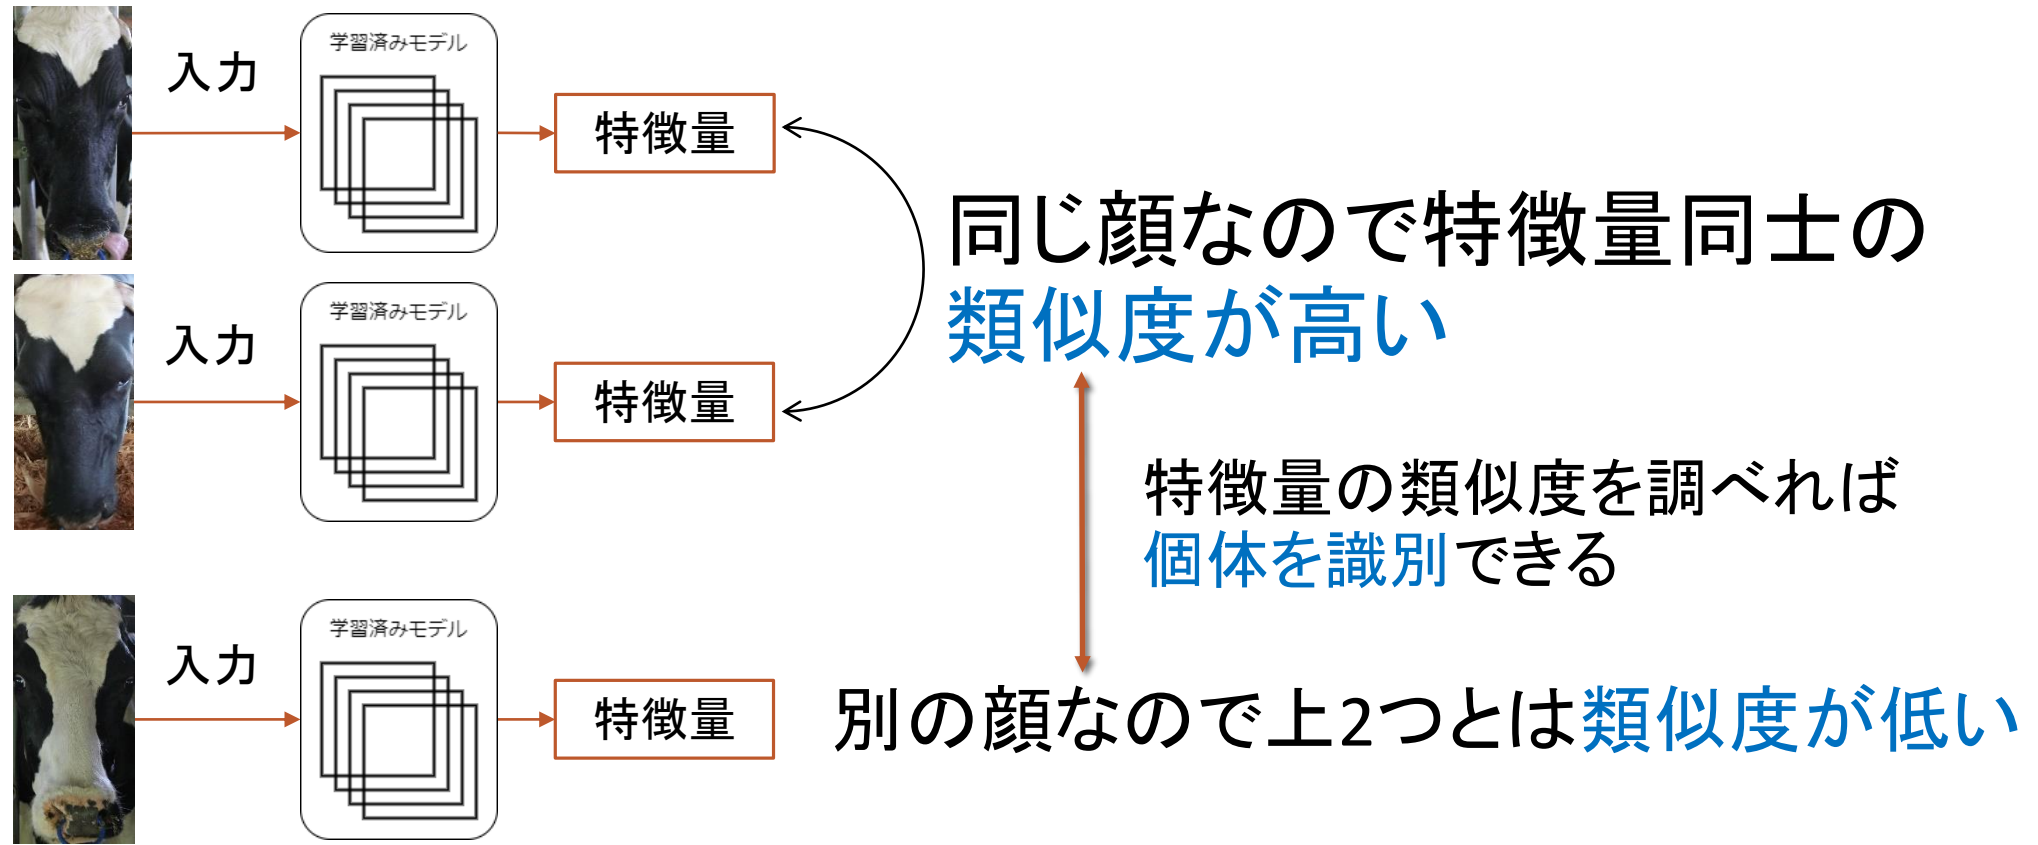 学習済みモデル
入力
特徴量
同じ顔なので特徴量同士の
類似度が高い
学習済みモデル
入力
特徴量
特徴量の類似度を調べれば
個体を識別できる
学習済みモデル
入力
特徴量
別の顔なので上2つとは類似度が低い